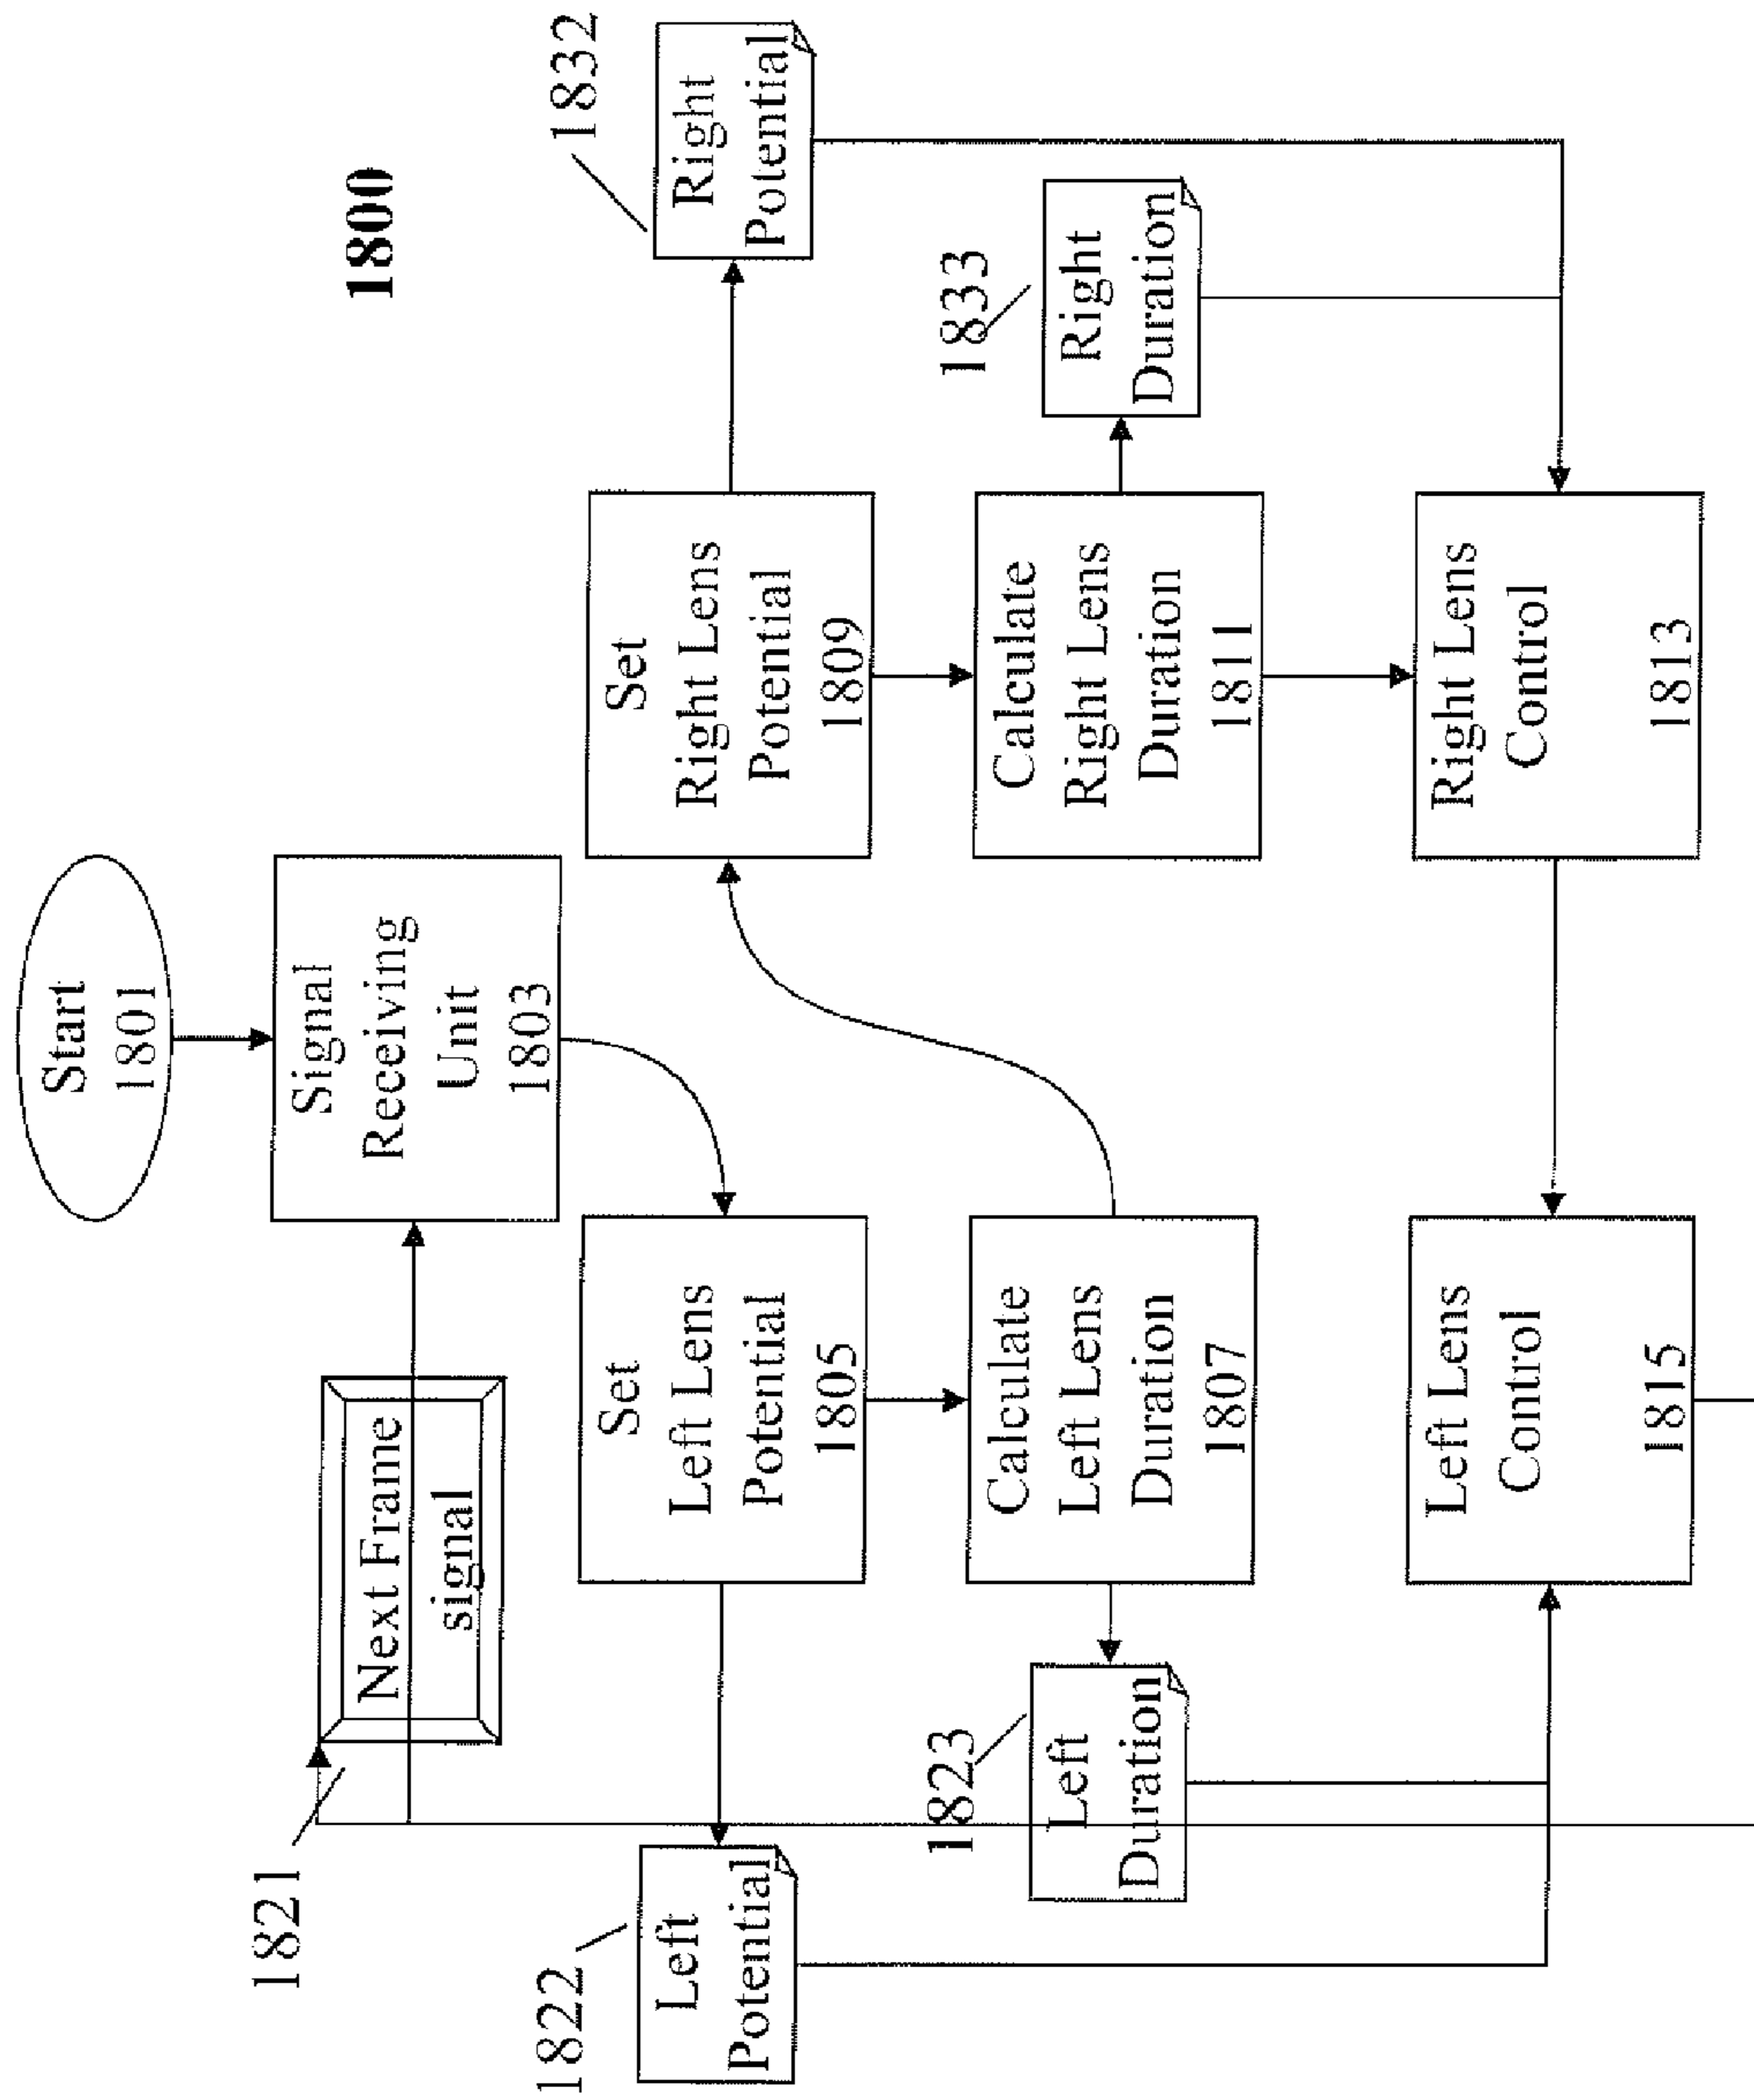 1800
Start
1801
1821
Next Frame
signal
Signal
Receiving
Unit
1803
1822
Left
Potential
Set
Left Lens
Potential
1805
Set
Right Lens
Potential
1809
1832
Right
Potential
1823
Left
Duration
Calculate
Left Lens
Duration
1807
Calculate
Right Lens
Duration
1811
1833
Right
Duration
Left Lens
Control
1815
Right Lens
Control
1813